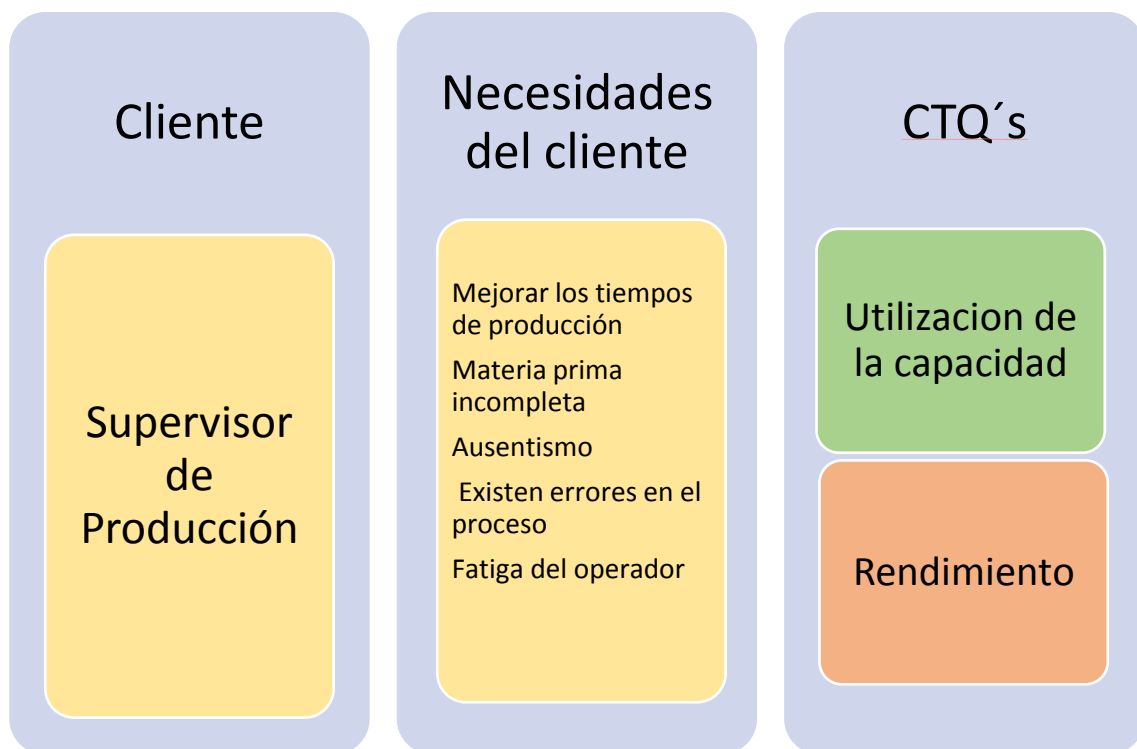 Cliente
Supervisor
de
Producción
Necesidades
del cliente
Mejorar los tiempos
de producción
Materia prima
incompleta
Ausentismo
Existen errores en el
proceso
Fatiga del operador
CTQ´s
Utilizacion de
la capacidad
Rendimiento